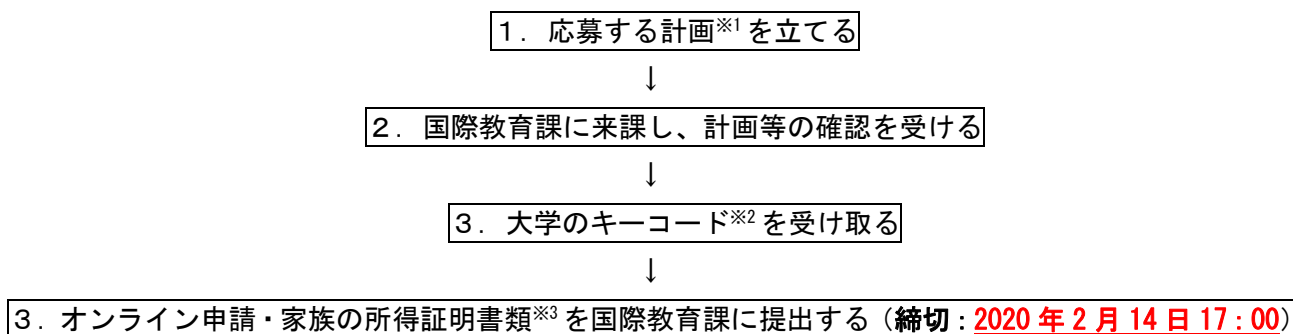 １．応募する計画※1を立てる
↓
２．国際教育課に来課し、計画等の確認を受ける
↓
３．大学のキーコード※2を受け取る
↓
３．オンライン申請・家族の所得証明書類※3を国際教育課に提出する（締切：2020年2月14日17：00）